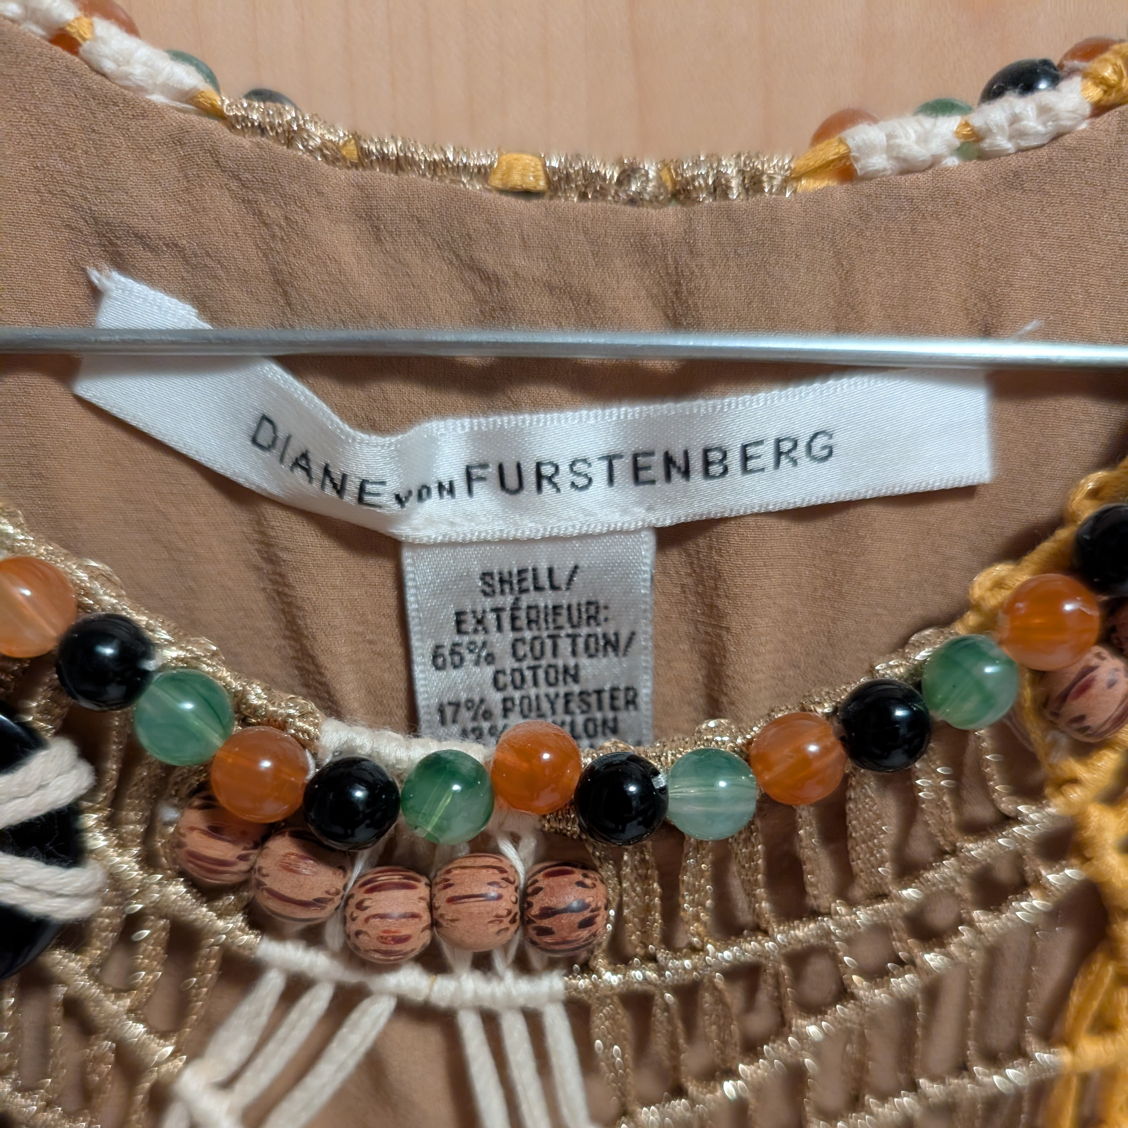 DIANE VON FURSTENBERG
SHELL/
EXTÉRIEUR:
65% COTTON/
COTON
17% POLYESTER